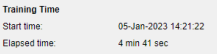 Training Time
Start time: 05-Jan-2023 14:21:22
Elapsed time: 4 min 41 sec